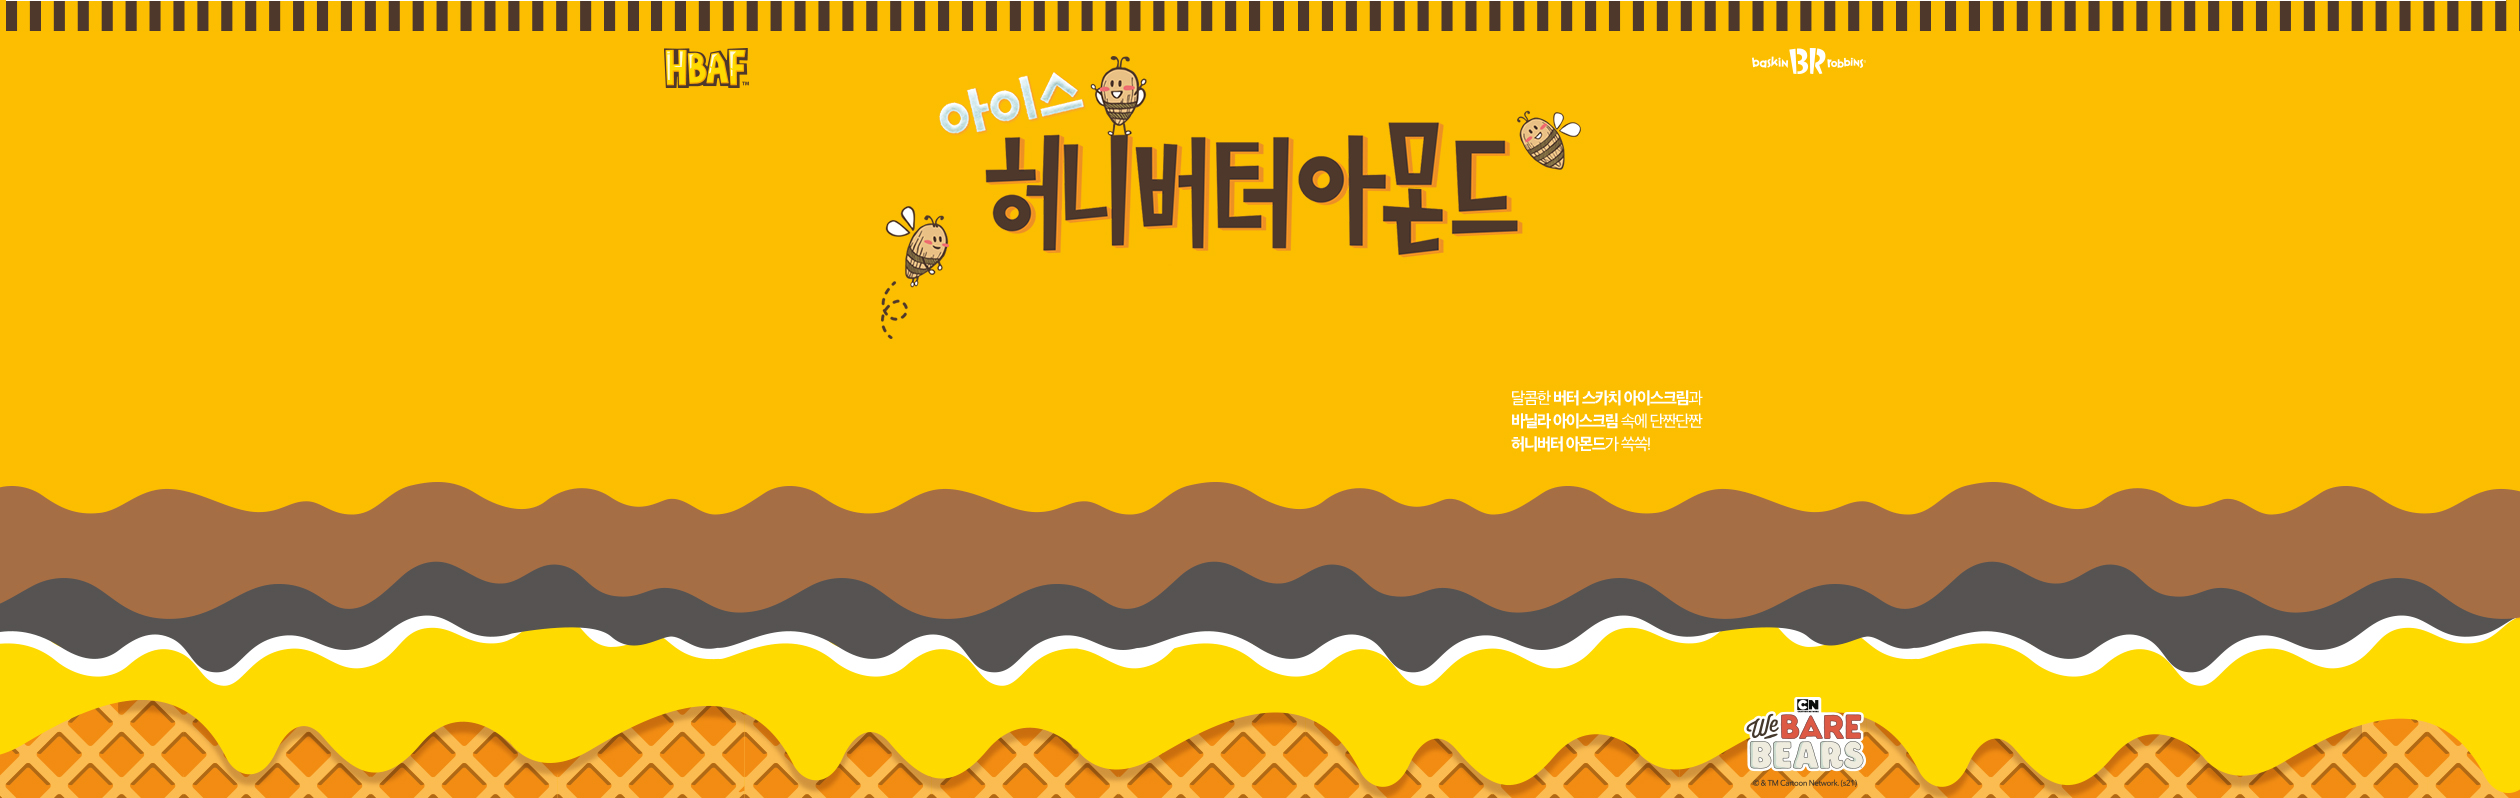 HBAF™
baskin BR robbins
아이스
허니버터아몬드
달콤한 버터 스카치 아이스크림과
바닐라 아이스크림 속에 단짠단짠
허니버터 아몬드가 쏙쏙!
CN
We BARE
BEARS
© & TM Cartoon Network. (s21)